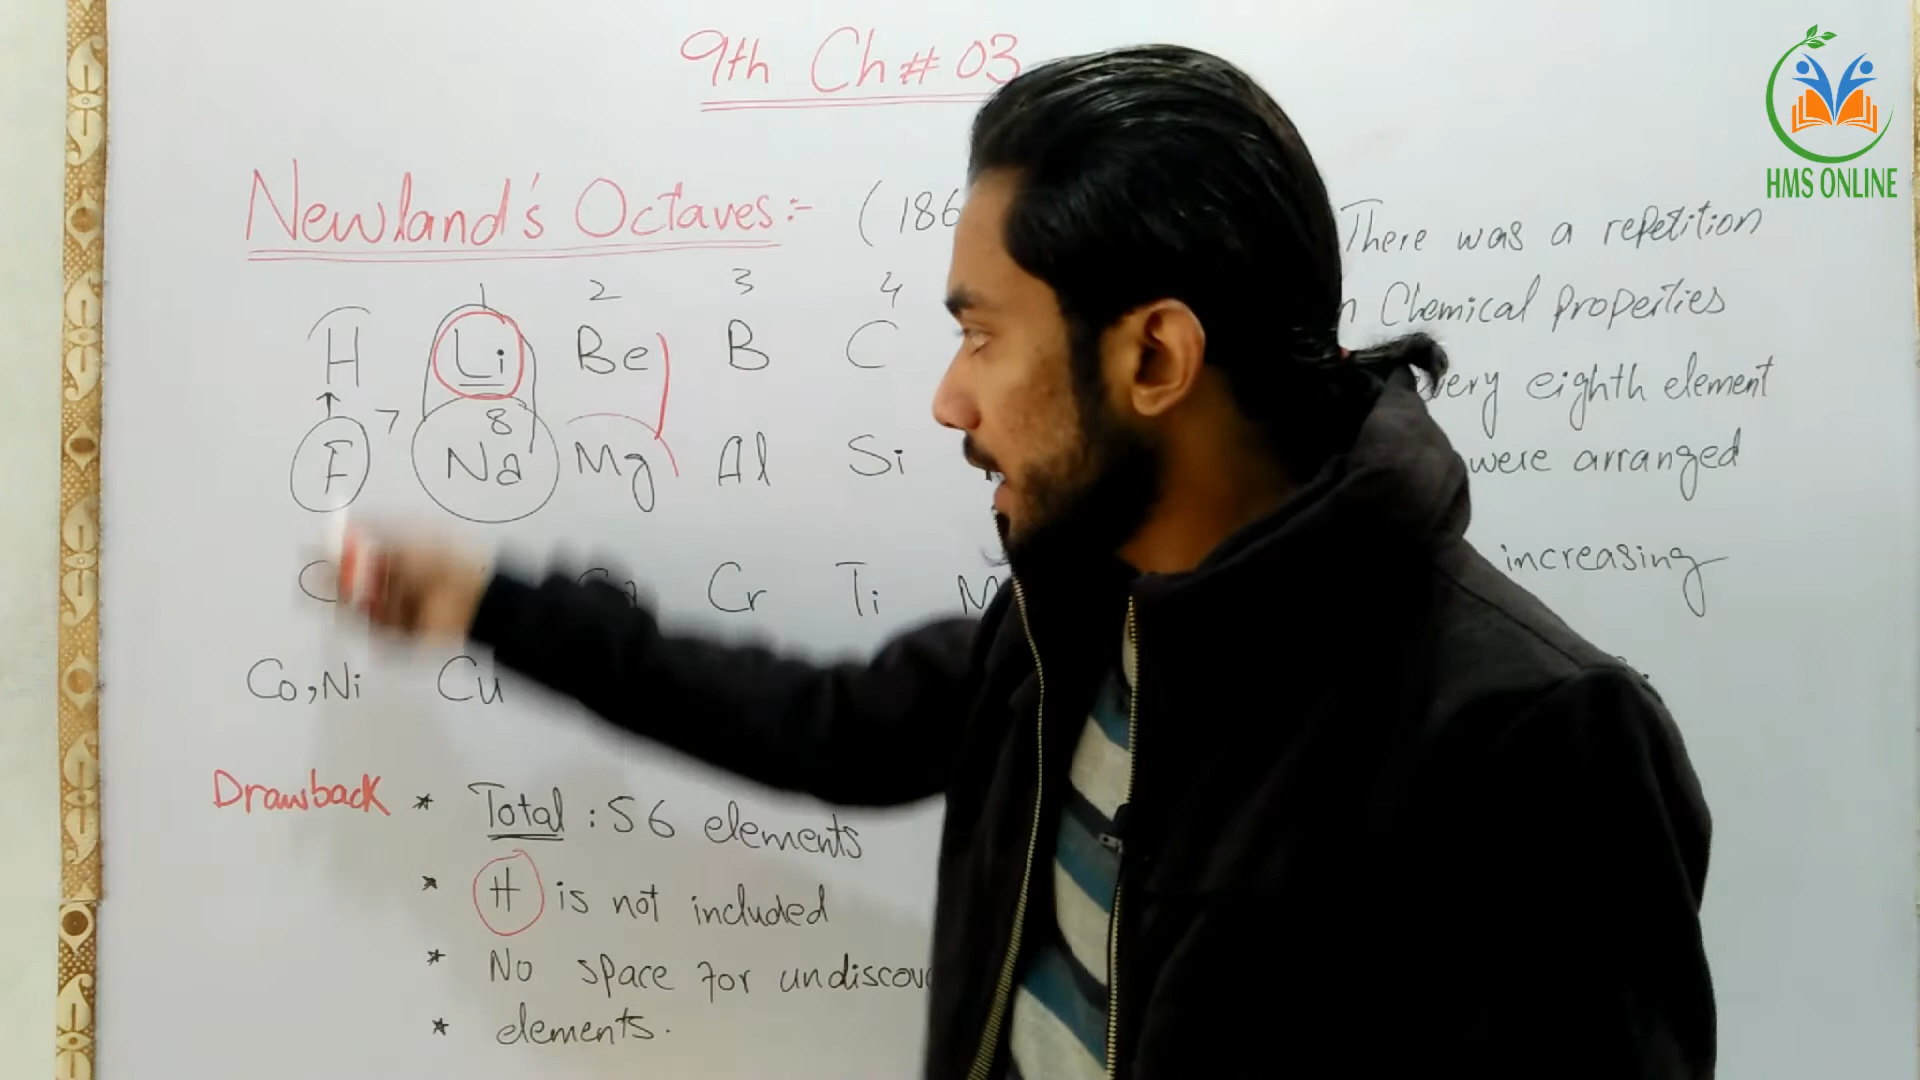 9th Ch # 03
HMS ONLINE
Newland's Octaves:- (186
1 2 3 4
H Li Be B C
7 8
F Na Mg Al Si
Cr Ti M
Co, Ni Cu
There was a repetition
n Chemical properties
every eighth element
were arranged
increasing
Drawback * Total : 56 elements
* H is not included
* No space for undiscov
* elements.